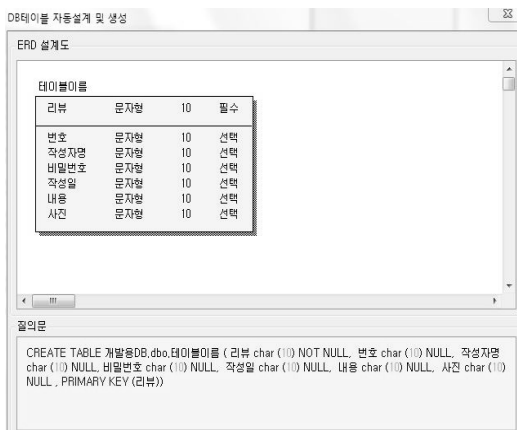 DB테이블 자동설계 및 생성
ERD 설계도
테이블이름
리뷰 문자형 10 필수
번호 문자형 10 선택
작성자명 문자형 10 선택
비밀번호 문자형 10 선택
작성일 문자형 10 선택
내용 문자형 10 선택
사진 문자형 10 선택
질의문
CREATE TABLE 개발용DB.dbo.테이블이름 ( 리뷰 char (10) NOT NULL, 번호 char (10) NULL, 작성자명
char (10) NULL, 비밀번호 char (10) NULL, 작성일 char (10) NULL, 내용 char (10) NULL, 사진 char (10)
NULL , PRIMARY KEY (리뷰))